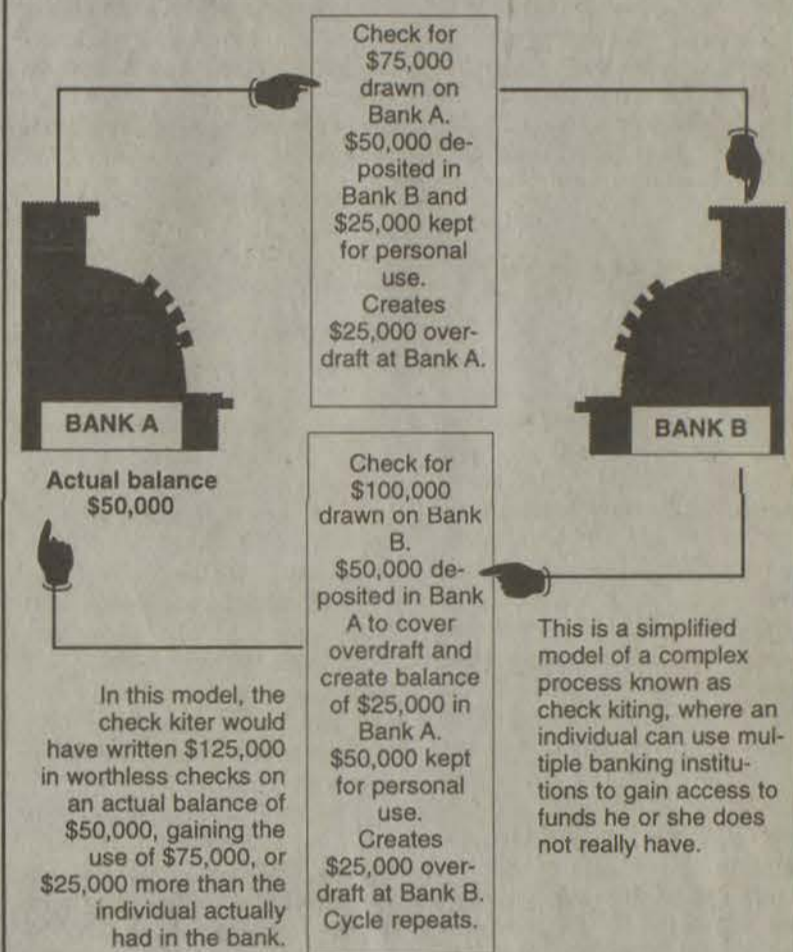 Check for
$75,000
drawn on
Bank A.
$50,000 de-
posited in
Bank B and
$25,000 kept
for personal
use.
Creates
$25,000 over-
draft at Bank A.
BANK A
Actual balance
$50,000
BANK B
Check for
$100,000
drawn on Bank
B.
$50,000 de-
posited in Bank
A to cover
overdraft and
create balance
of $25,000 in
Bank A.
$50,000 kept
for personal
use.
Creates
$25,000 over-
draft at Bank B.
Cycle repeats.
In this model, the
check kiter would
have written $125,000
in worthless checks on
an actual balance of
$50,000, gaining the
use of $75,000, or
$25,000 more than the
individual actually
had in the bank.
This is a simplified
model of a complex
process known as
check kiting, where an
individual can use mul-
tiple banking institu-
tions to gain access to
funds he or she does
not really have.